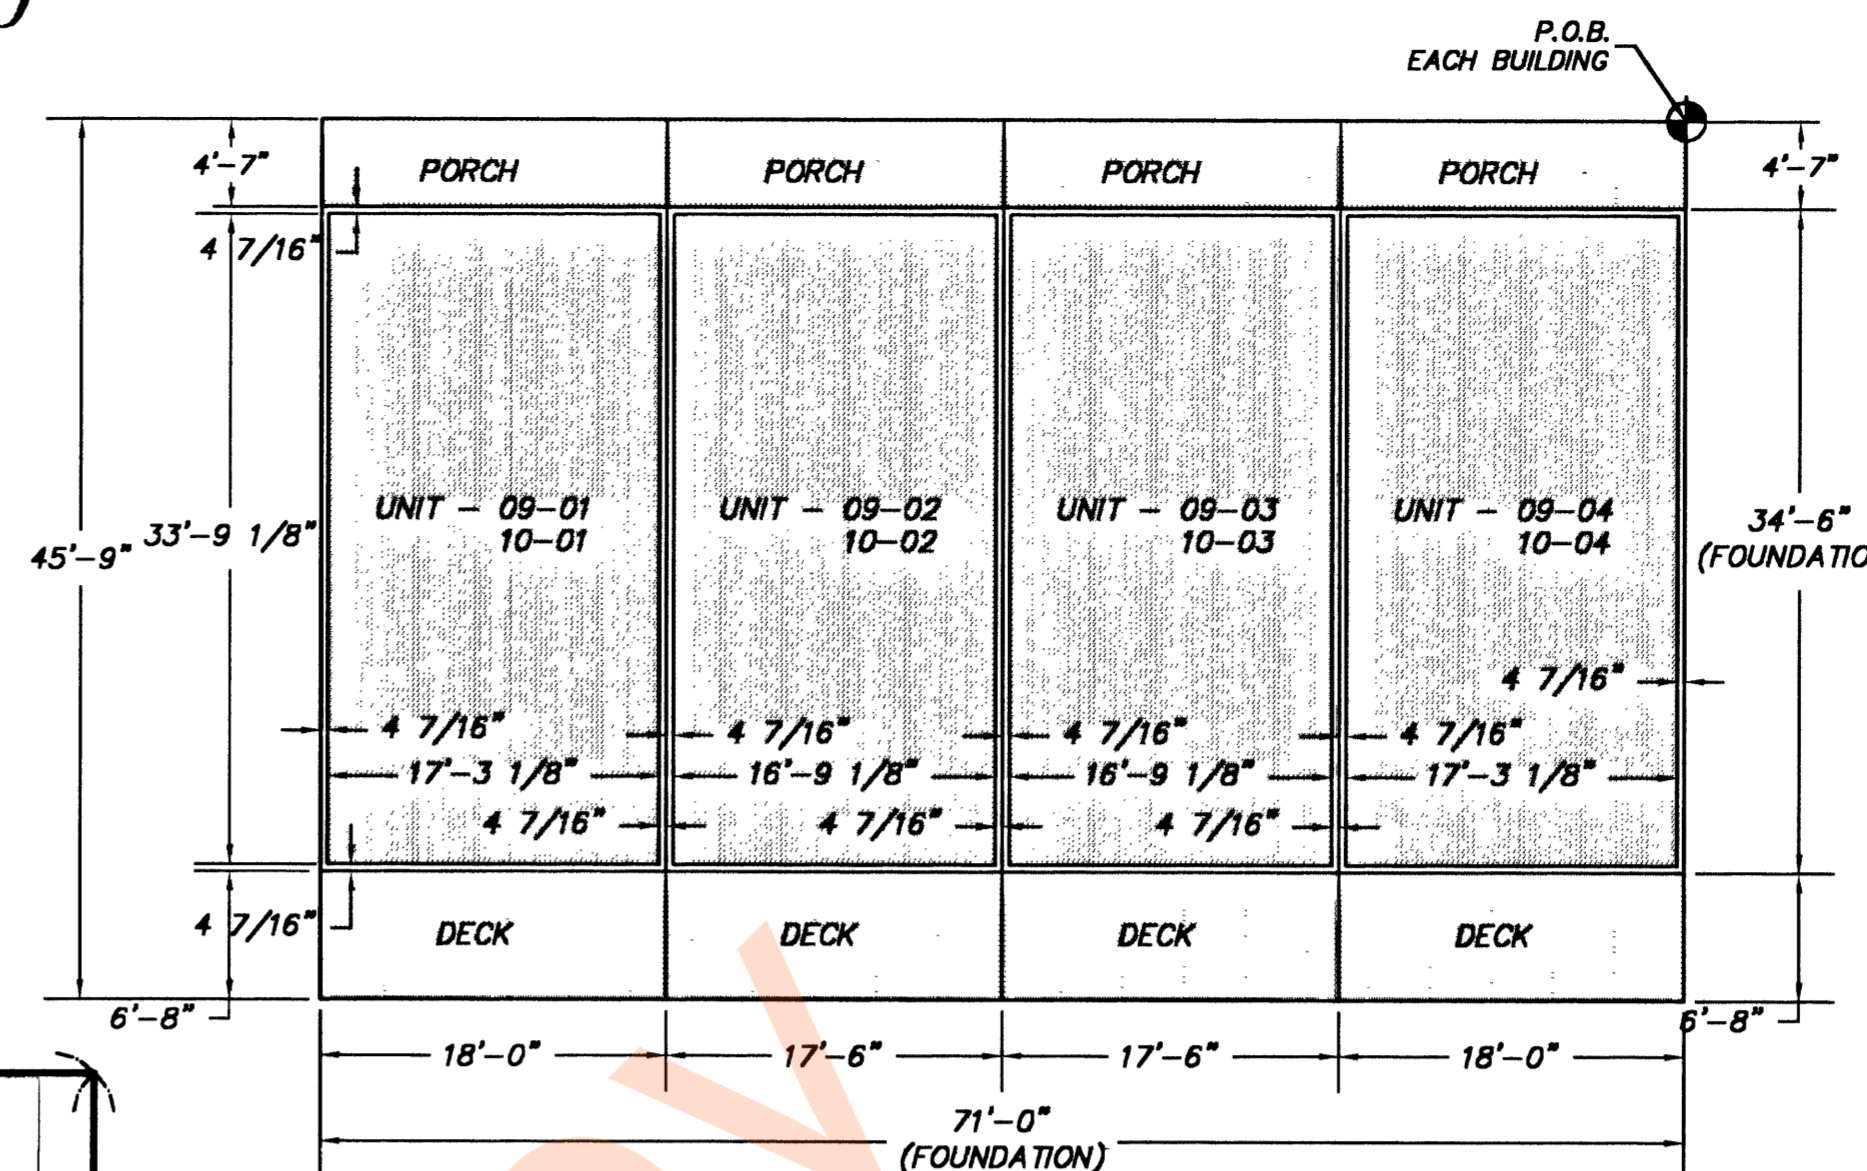 P.O.B.
EACH BUILDING
4'-7"
PORCH
PORCH
PORCH
PORCH
4'-7"
4 7/16"
UNIT - 09-01
10-01
UNIT - 09-02
10-02
UNIT - 09-03
10-03
UNIT - 09-04
10-04
45'-9"
33'-9 1/8"
34'-6"
(FOUNDATIO
4 7/16"
4 7/16"
4 7/16"
4 7/16"
4 7/16"
17'-3 1/8"
16'-9 1/8"
16'-9 1/8"
17'-3 1/8"
4 7/16"
4 7/16"
4 7/16"
4 7/16"
DECK
DECK
DECK
DECK
6'-8"
6'-8"
18'-0"
17'-6"
17'-6"
18'-0"
71'-0"
(FOUNDATION)